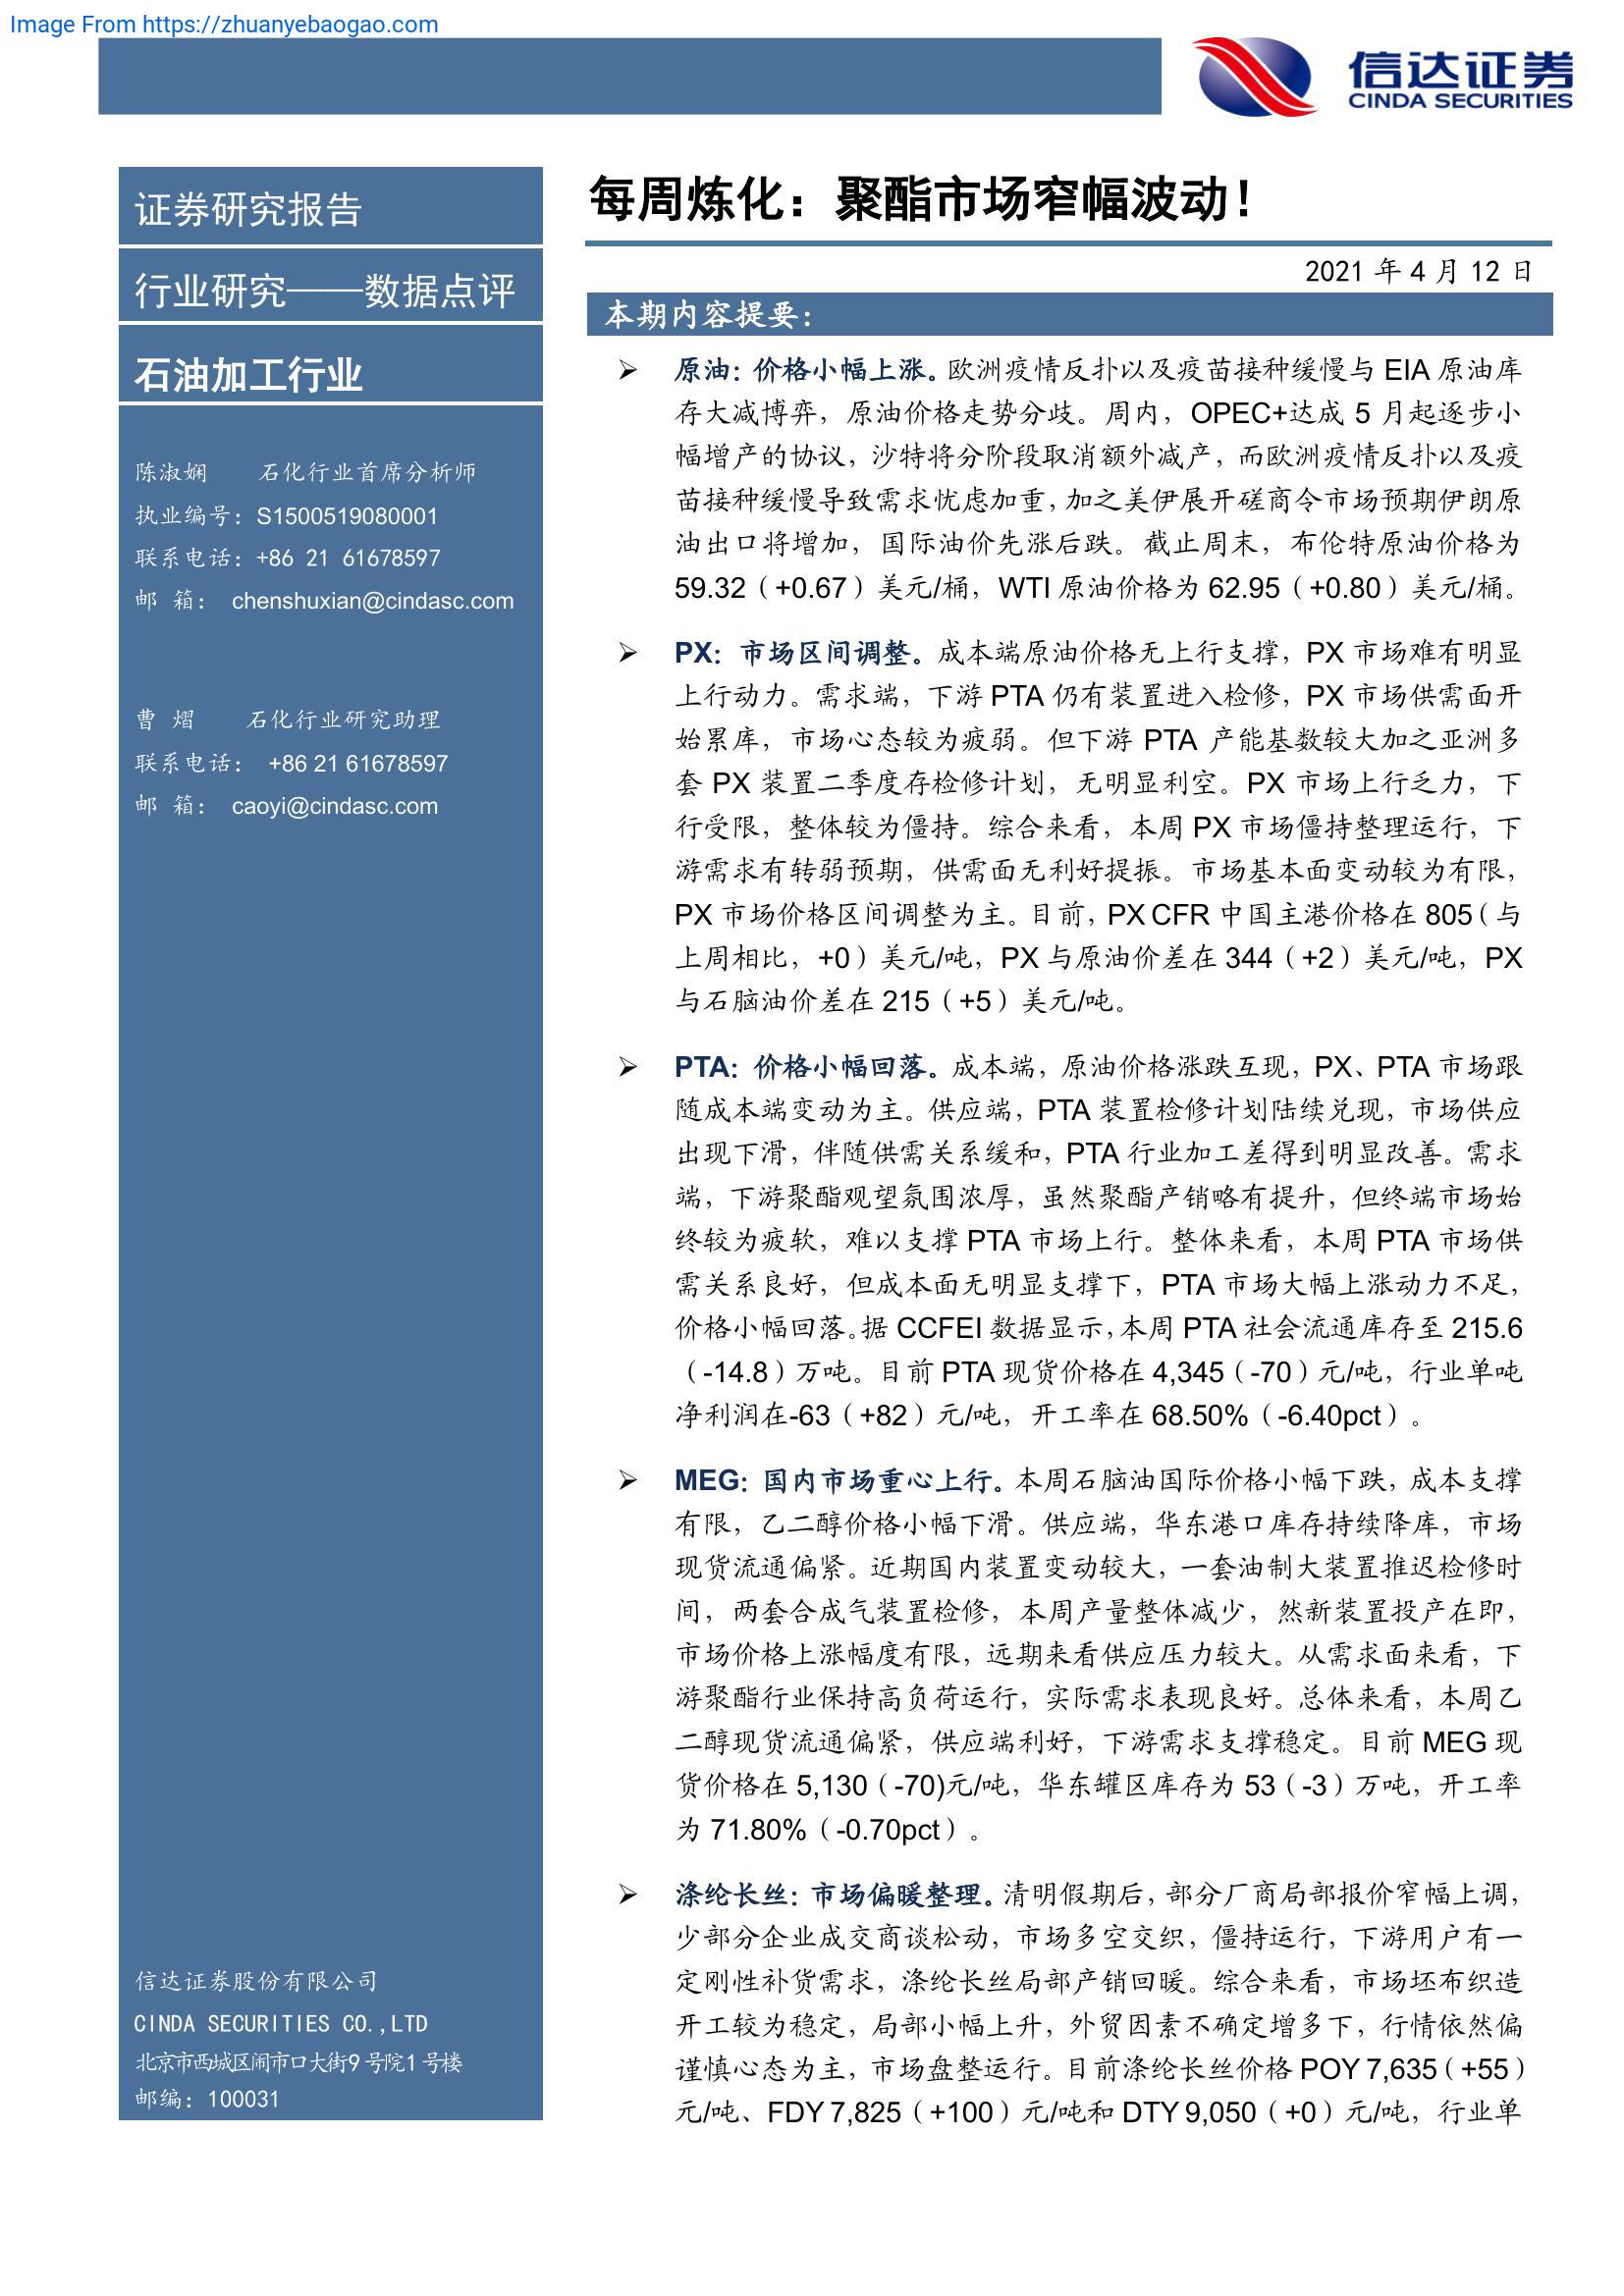 Image From https://zhuanyebaogao.com
信达证券
CINDA SECURITIES
证券研究报告
行业研究——数据点评
石油加工行业
陈淑娴 石化行业首席分析师
执业编号：S1500519080001
联系电话：+86 21 61678597
邮 箱： chenshuxian@cindasc.com
曹 熠 石化行业研究助理
联系电话： +86 21 61678597
邮 箱： caoyi@cindasc.com
信达证券股份有限公司
CINDA SECURITIES CO.,LTD
北京市西城区闹市口大街9号院1号楼
邮编：100031
每周炼化：聚酯市场窄幅波动！
2021 年 4 月 12 日
本期内容提要：
➢ 原油：价格小幅上涨。欧洲疫情反扑以及疫苗接种缓慢与 EIA 原油库
存大减博弈，原油价格走势分歧。周内，OPEC+达成 5 月起逐步小
幅增产的协议，沙特将分阶段取消额外减产，而欧洲疫情反扑以及疫
苗接种缓慢导致需求忧虑加重，加之美伊展开磋商令市场预期伊朗原
油出口将增加，国际油价先涨后跌。截止周末，布伦特原油价格为
59.32（+0.67）美元/桶，WTI 原油价格为 62.95（+0.80）美元/桶。
➢ PX：市场区间调整。成本端原油价格无上行支撑，PX 市场难有明显
上行动力。需求端，下游 PTA 仍有装置进入检修，PX 市场供需面开
始累库，市场心态较为疲弱。但下游 PTA 产能基数较大加之亚洲多
套 PX 装置二季度存检修计划，无明显利空。PX 市场上行乏力，下
行受限，整体较为僵持。综合来看，本周 PX 市场僵持整理运行，下
游需求有转弱预期，供需面无利好提振。市场基本面变动较为有限，
PX 市场价格区间调整为主。目前，PX CFR 中国主港价格在 805（与
上周相比，+0）美元/吨，PX 与原油价差在 344（+2）美元/吨，PX
与石脑油价差在 215（+5）美元/吨。
➢ PTA：价格小幅回落。成本端，原油价格涨跌互现，PX、PTA 市场跟
随成本端变动为主。供应端，PTA 装置检修计划陆续兑现，市场供应
出现下滑，伴随供需关系缓和，PTA 行业加工差得到明显改善。需求
端，下游聚酯观望氛围浓厚，虽然聚酯产销略有提升，但终端市场始
终较为疲软，难以支撑 PTA 市场上行。整体来看，本周 PTA 市场供
需关系良好，但成本面无明显支撑下，PTA 市场大幅上涨动力不足，
价格小幅回落。据 CCFEI 数据显示，本周 PTA 社会流通库存至 215.6
（-14.8）万吨。目前 PTA 现货价格在 4,345（-70）元/吨，行业单吨
净利润在-63（+82）元/吨，开工率在 68.50%（-6.40pct）。
➢ MEG：国内市场重心上行。本周石脑油国际价格小幅下跌，成本支撑
有限，乙二醇价格小幅下滑。供应端，华东港口库存持续降库，市场
现货流通偏紧。近期国内装置变动较大，一套油制大装置推迟检修时
间，两套合成气装置检修，本周产量整体减少，然新装置投产在即，
市场价格上涨幅度有限，远期来看供应压力较大。从需求面来看，下
游聚酯行业保持高负荷运行，实际需求表现良好。总体来看，本周乙
二醇现货流通偏紧，供应端利好，下游需求支撑稳定。目前 MEG 现
货价格在 5,130（-70)元/吨，华东罐区库存为 53（-3）万吨，开工率
为 71.80%（-0.70pct）。
➢ 涤纶长丝：市场偏暖整理。清明假期后，部分厂商局部报价窄幅上调，
少部分企业成交商谈松动，市场多空交织，僵持运行，下游用户有一
定刚性补货需求，涤纶长丝局部产销回暖。综合来看，市场坯布织造
开工较为稳定，局部小幅上升，外贸因素不确定增多下，行情依然偏
谨慎心态为主，市场盘整运行。目前涤纶长丝价格 POY 7,635（+55）
元/吨、FDY 7,825（+100）元/吨和 DTY 9,050（+0）元/吨，行业单